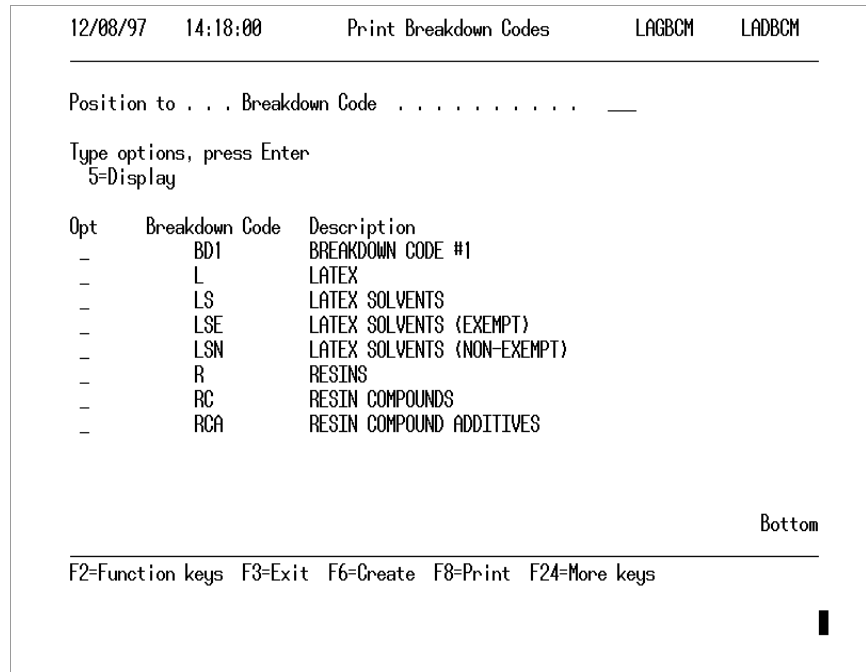 12/08/97 14:18:00 Print Breakdown Codes LAGBCM LADBCM
Position to . . . Breakdown Code . . . . . . . . . . ___
Type options, press Enter
5=Display
Opt Breakdown Code Description
_ BD1 BREAKDOWN CODE #1
_ L LATEX
_ LS LATEX SOLVENTS
_ LSE LATEX SOLVENTS (EXEMPT)
_ LSN LATEX SOLVENTS (NON-EXEMPT)
_ R RESINS
_ RC RESIN COMPOUNDS
_ RCA RESIN COMPOUND ADDITIVES
Bottom
F2=Function keys F3=Exit F6=Create F8=Print F24=More keys